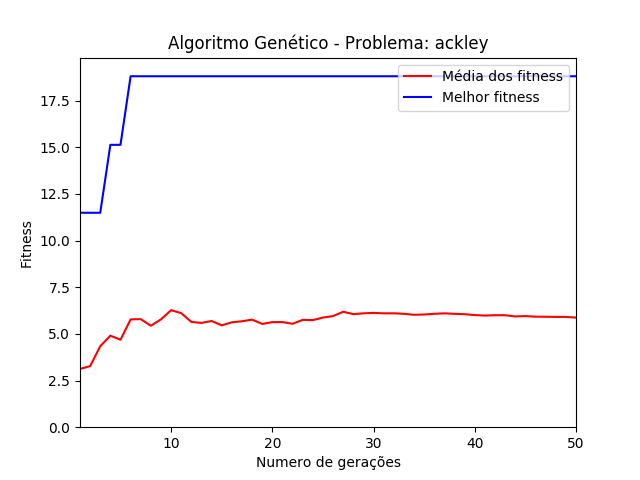 Algoritmo Genético - Problema: ackley
Média dos fitness
Melhor fitness
Fitness
17.5
15.0
12.5
10.0
7.5
5.0
2.5
0.0
10
20
30
40
50
Numero de gerações